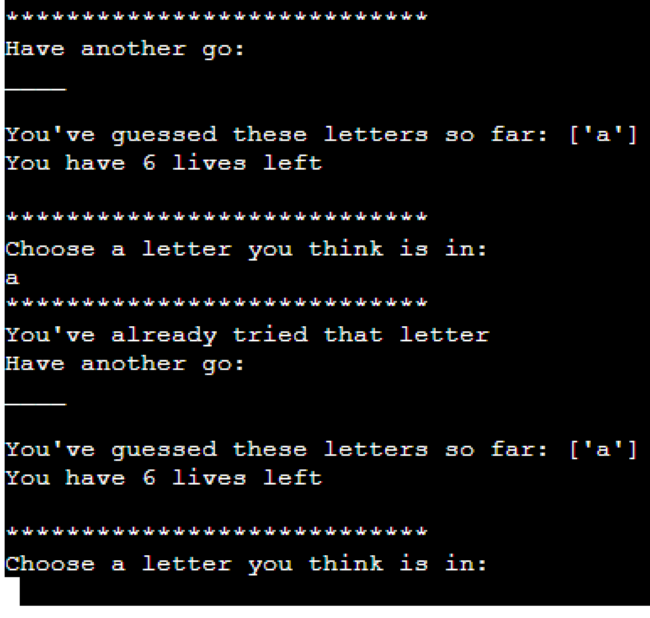 ****************************
Have another go:
____
You've guessed these letters so far: ['a']
You have 6 lives left
****************************
Choose a letter you think is in:
a
****************************
You've already tried that letter
Have another go:
____
You've guessed these letters so far: ['a']
You have 6 lives left
****************************
Choose a letter you think is in: